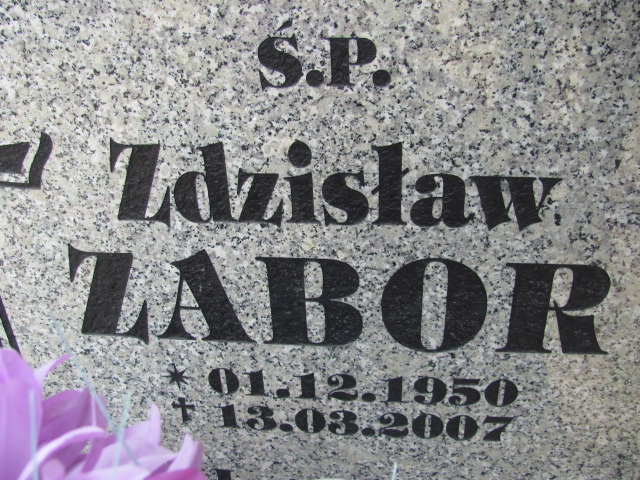 Ś.P.
Zdzisław
ZABOR
* 01.12.1950
† 13.03.2007